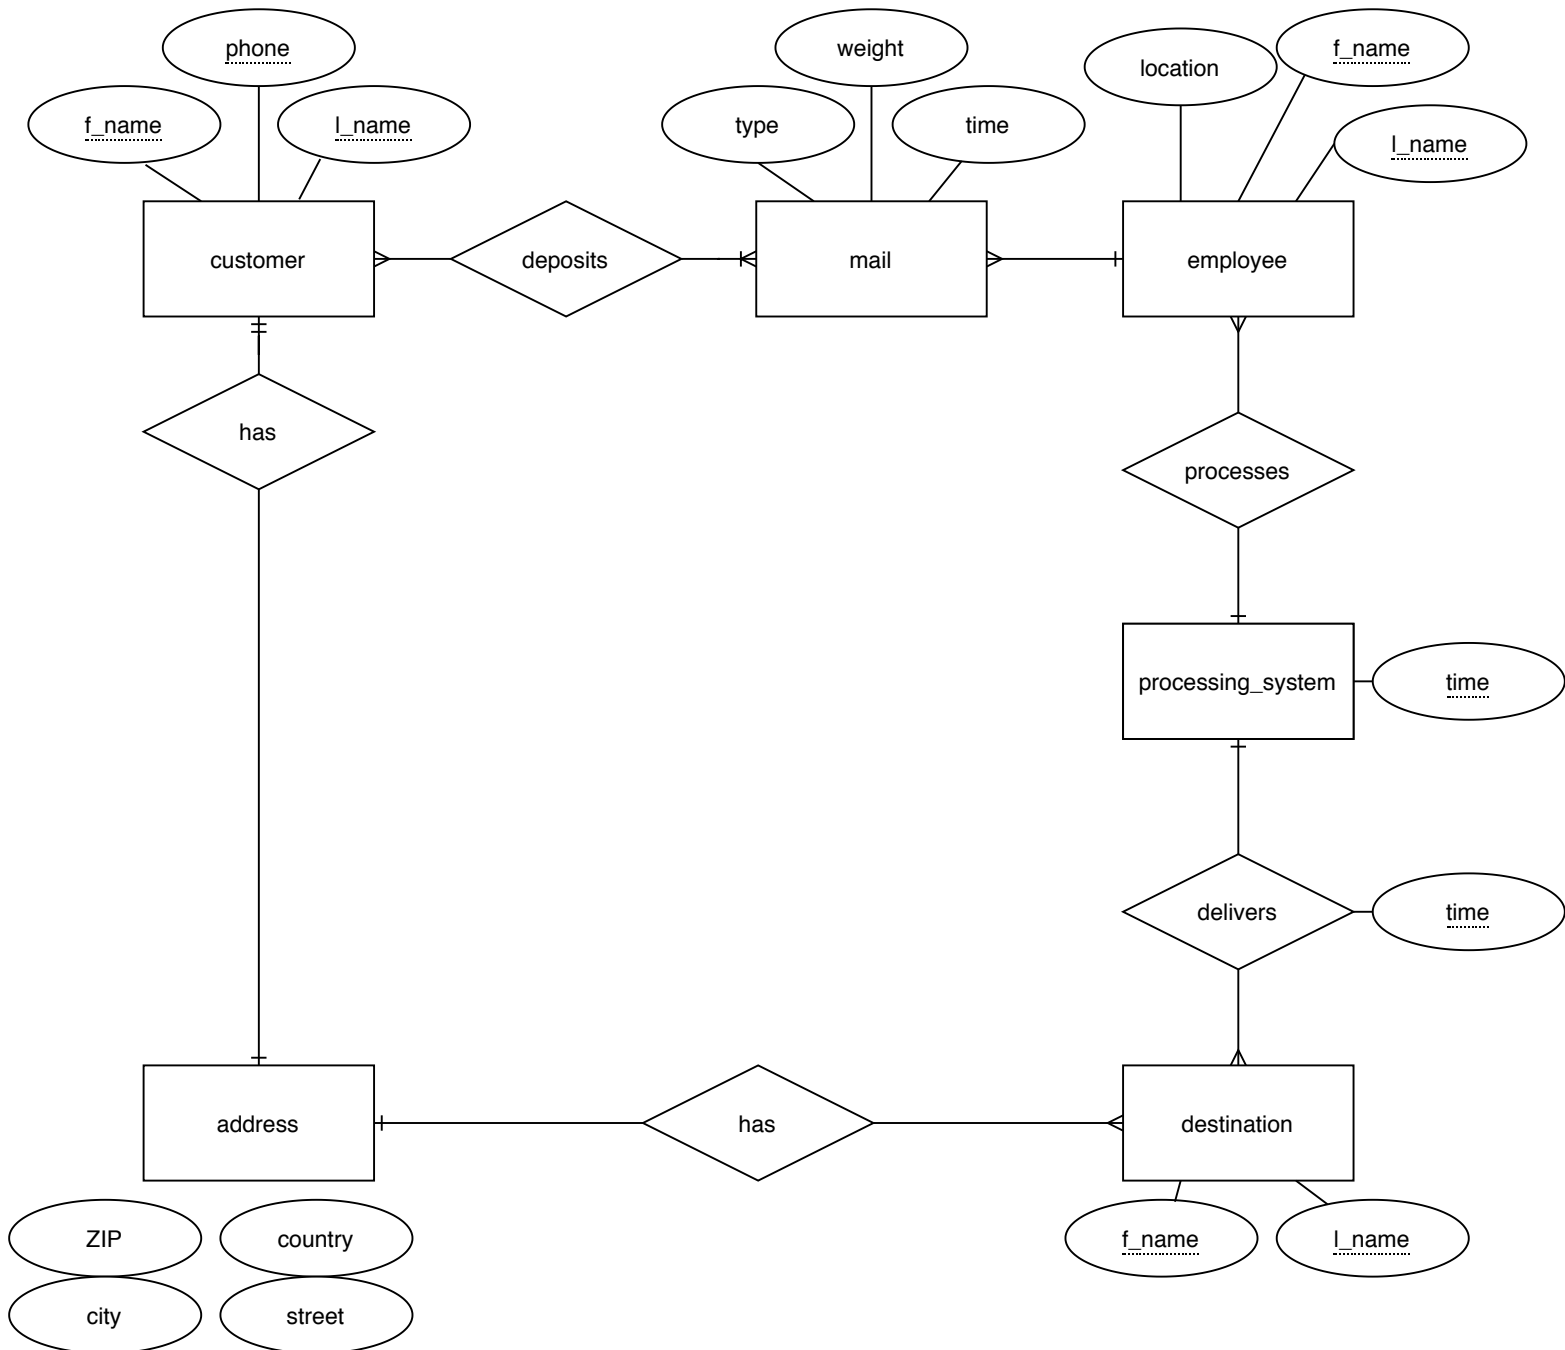 phone
weight
f_name
location
f_name
l_name
type
time
l_name
customer
deposits
mail
employee
has
processes
processing_system
time
delivers
time
address
has
destination
ZIP
country
f_name
l_name
city
street